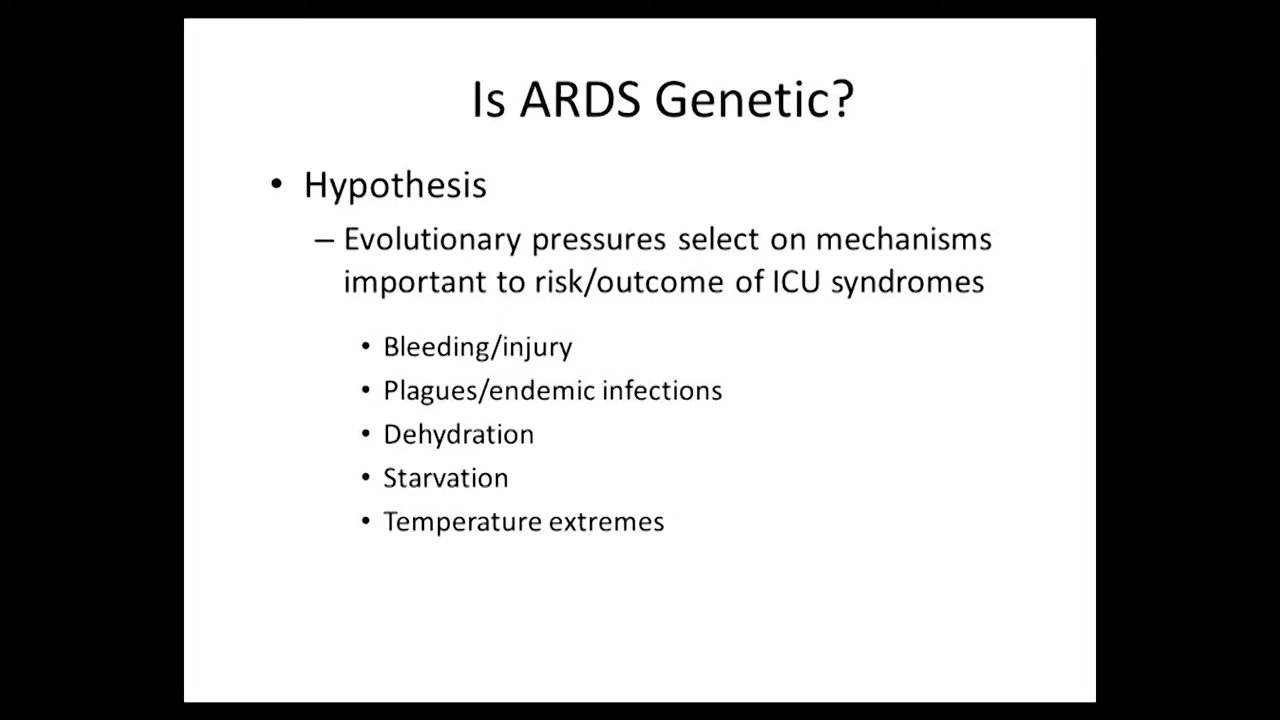 Is ARDS Genetic?
• Hypothesis
– Evolutionary pressures select on mechanisms
important to risk/outcome of ICU syndromes
• Bleeding/injury
• Plagues/endemic infections
• Dehydration
• Starvation
• Temperature extremes